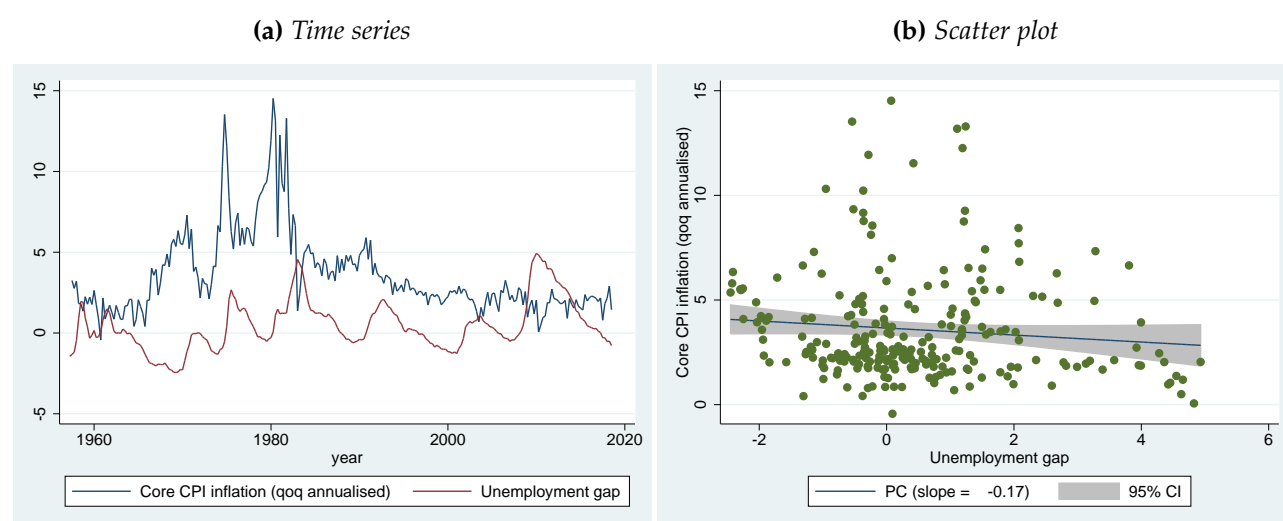 (a) Time series
15
10
5
0
-5
1960
1980
2000
2020
year
Core CPI inflation (qoq annualised)
Unemployment gap
(b) Scatter plot
Core CPI inflation (qoq annualised)
15
10
5
0
-2
0
2
4
6
Unemployment gap
PC (slope = -0.17)
95% CI